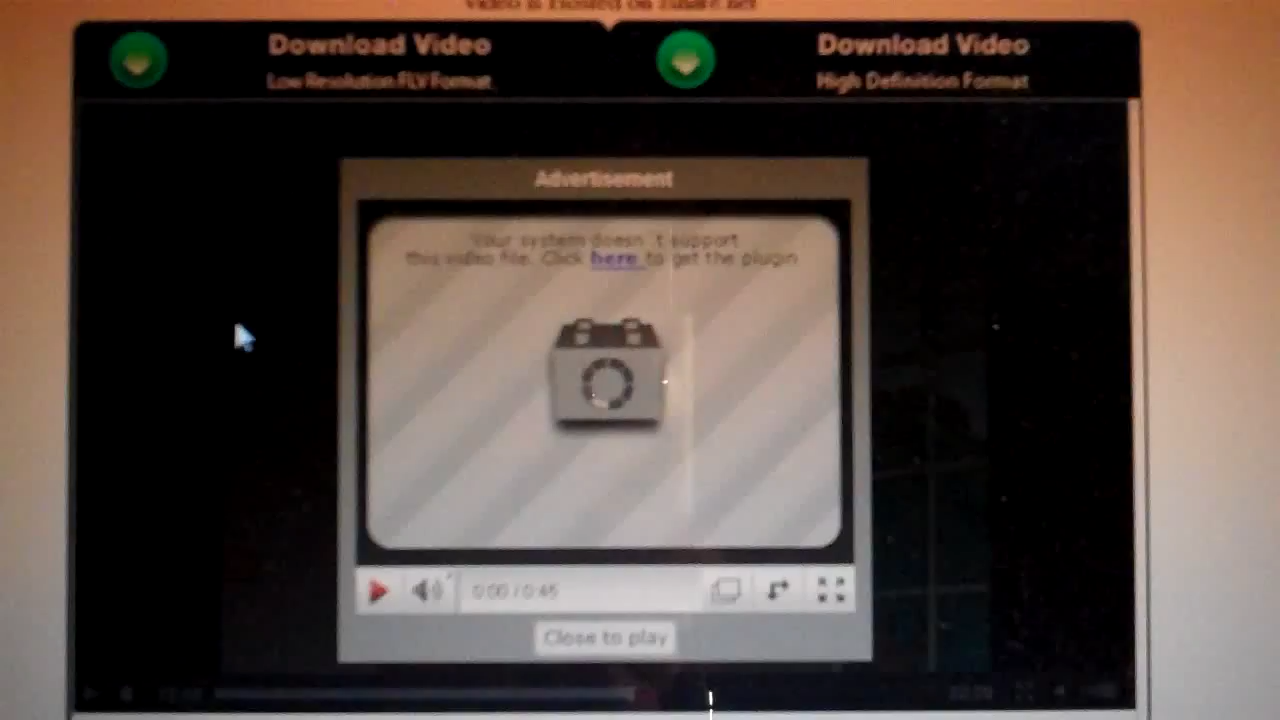 Download Video
Low Resolution FLV Format
Download Video
High Definition Format
Advertisement
Your system doesn't support
this video file. Click here to get the plugin
0:00 / 0:45
Close to play